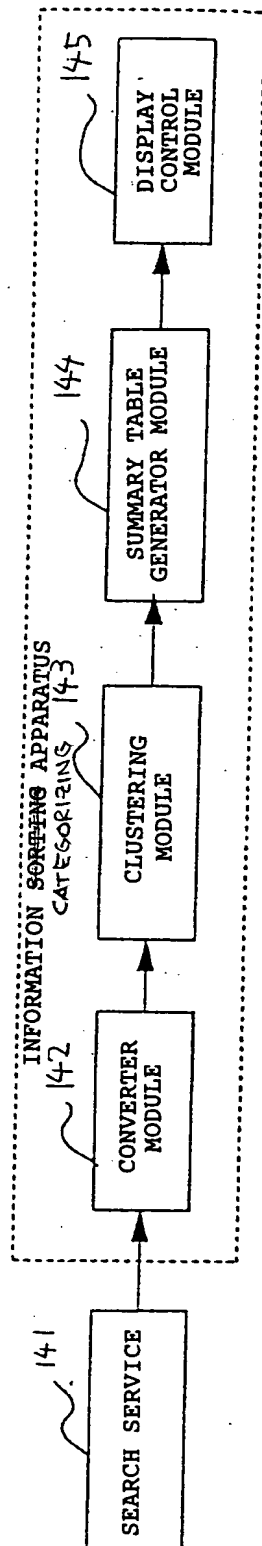 INFORMATION SORTING APPARATUS
CATEGORIZING
141
SEARCH SERVICE
142
CONVERTER
MODULE
143
CLUSTERING
MODULE
144
SUMMARY TABLE
GENERATOR MODULE
145
DISPLAY
CONTROL
MODULE